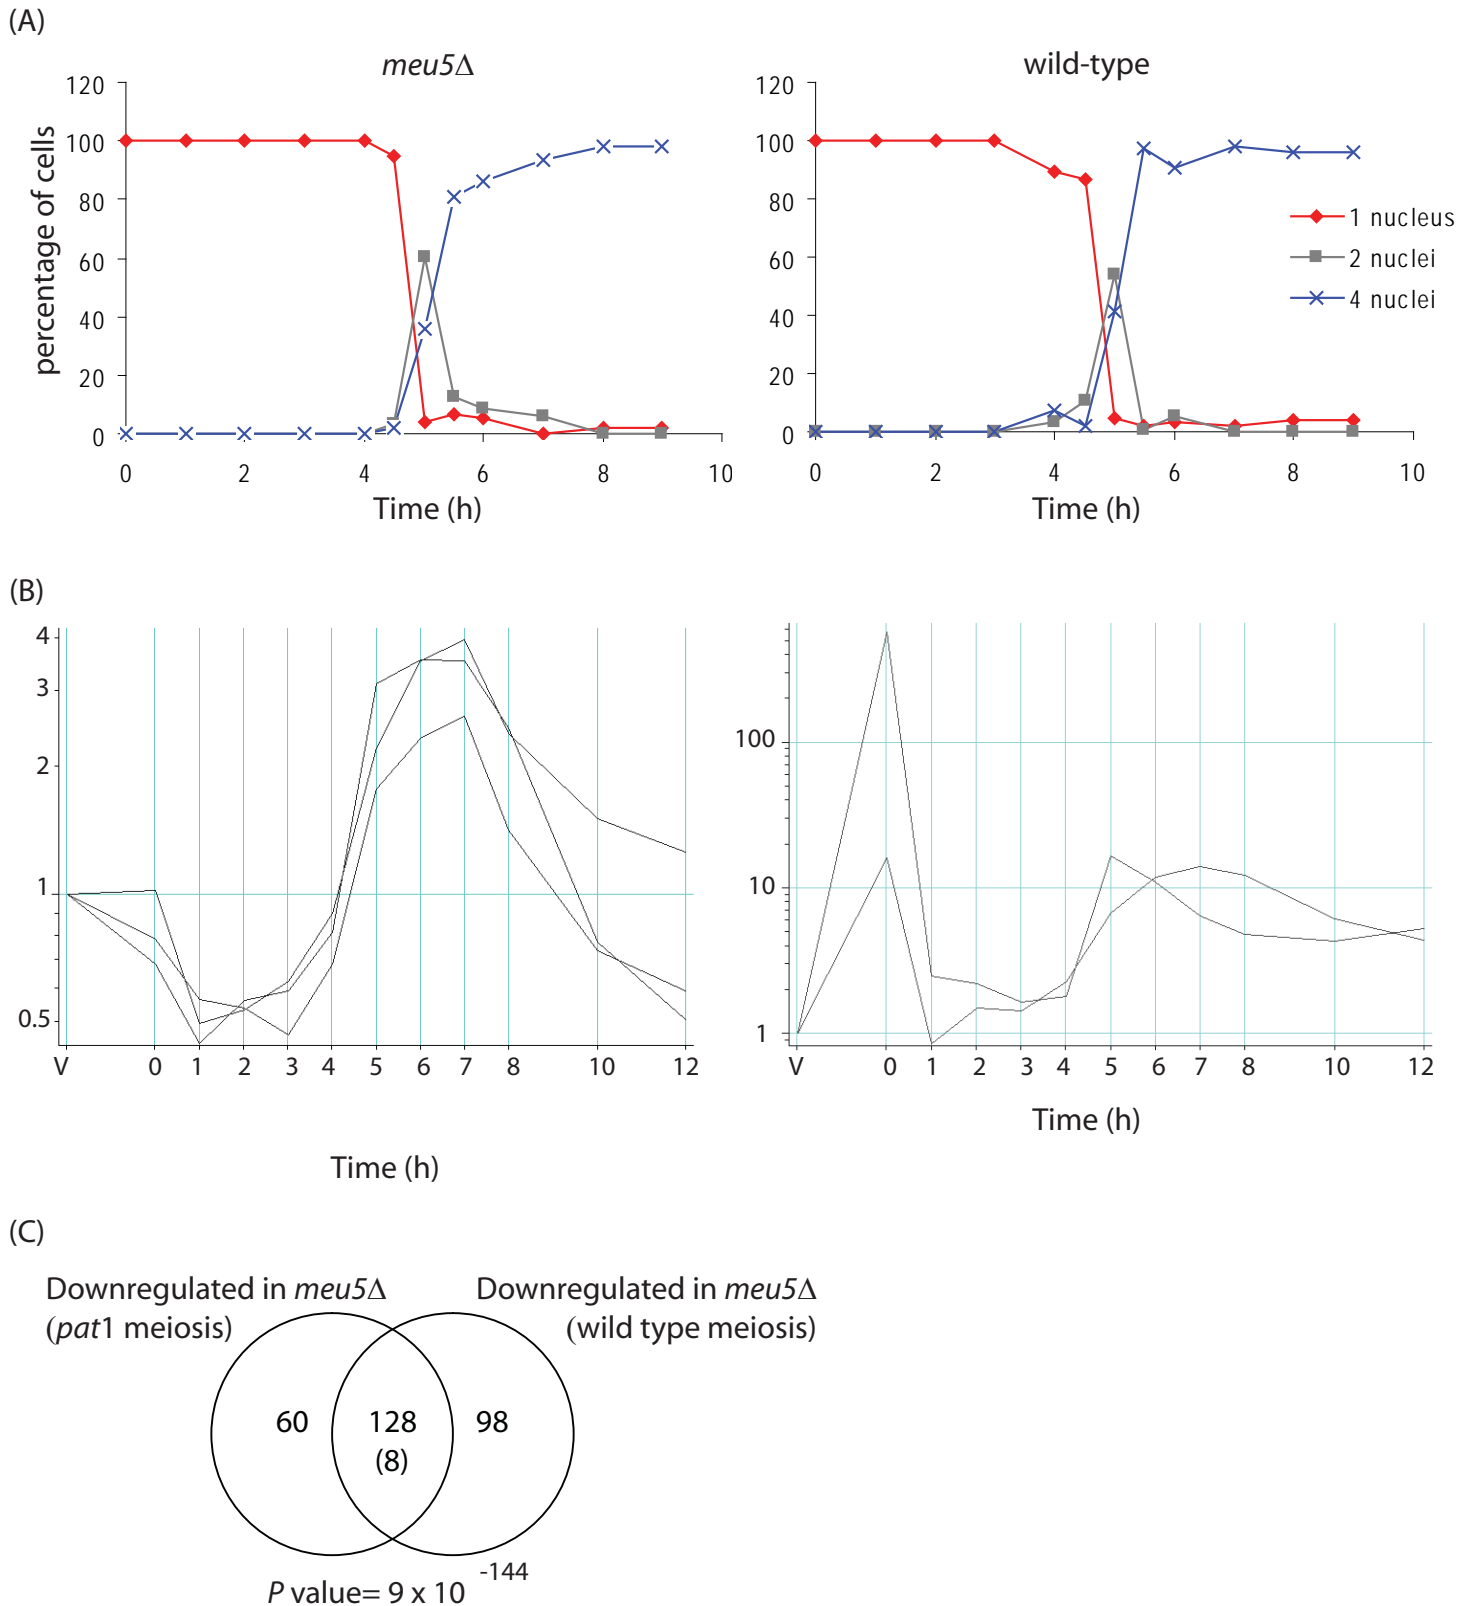 (A)
meu5Δ
wild-type
120
100
80
60
40
20
0
percentage of cells
0 2 4 6 8 10
Time (h)
120
100
80
60
40
20
0
0 2 4 6 8 10
Time (h)
1 nucleus
2 nuclei
4 nuclei
(B)
4
3
2
1
0.5
V 0 1 2 3 4 5 6 7 8 10 12
Time (h)
100
10
1
V 0 1 2 3 4 5 6 7 8 10 12
Time (h)
(C)
Downregulated in meu5Δ
(pat1 meiosis)
Downregulated in meu5Δ
(wild type meiosis)
60
128
(8)
98
P value= 9 x 10 -144